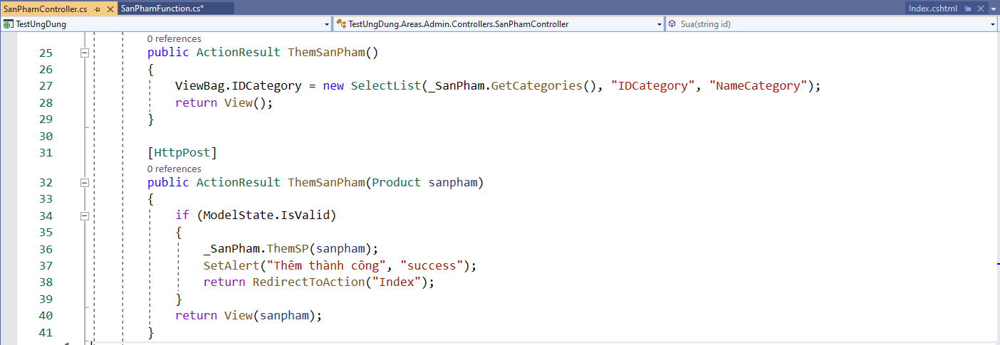 SanPhamController.cs
SanPhamFunction.cs*
Index.cshtml
TestUngDung
TestUngDung.Areas.Admin.Controllers.SanPhamController
Sua(string id)
0 references
25 public ActionResult ThemSanPham()
26 {
27 ViewBag.IDCategory = new SelectList(_SanPham.GetCategories(), "IDCategory", "NameCategory");
28 return View();
29 }
30
31 [HttpPost]
0 references
32 public ActionResult ThemSanPham(Product sanpham)
33 {
34 if (ModelState.IsValid)
35 {
36 _SanPham.ThemSP(sanpham);
37 SetAlert("Thêm thành công", "success");
38 return RedirectToAction("Index");
39 }
40 return View(sanpham);
41 }